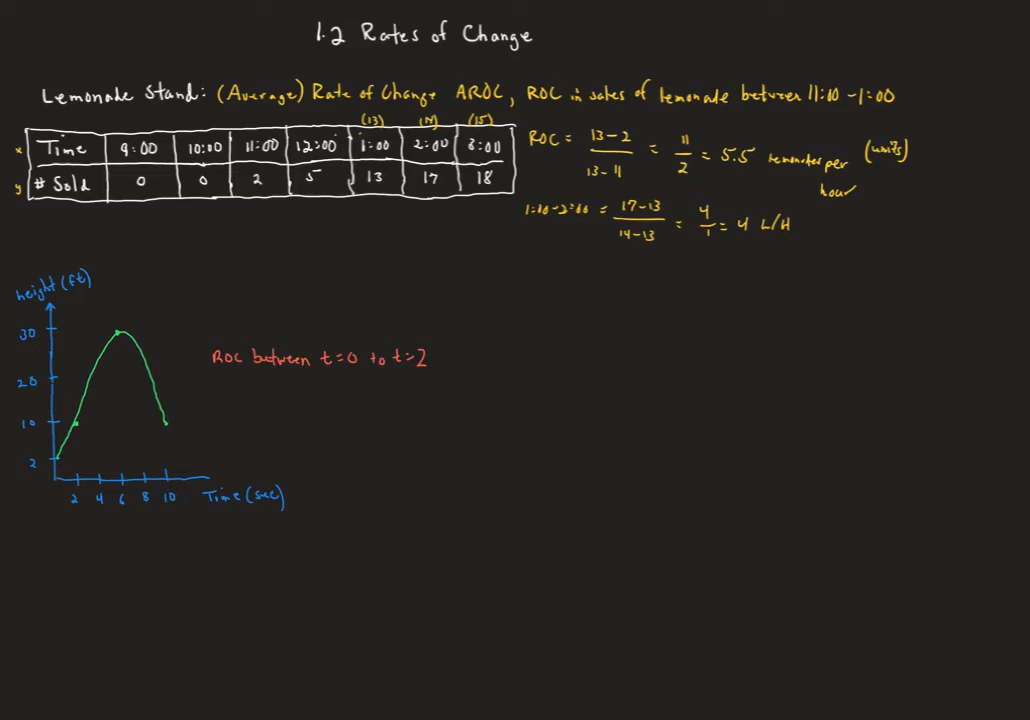 1.2 Rates of Change
Lemonade Stand: (Average) Rate of Change AROC, ROC in sales of lemonade between 11:00 - 1:00
(13) (14) (15)
x Time 9:00 10:00 11:00 12:00 1:00 2:00 3:00
y # Sold 0 0 2 5 13 17 18
ROC = 13-2 / 13-11 = 11/2 = 5.5 lemonades per hour (units)
1:00-2:00 = 17-13 / 14-13 = 4/1 = 4 L/H
height (ft)
30
20
10
2
ROC between t=0 to t=2
2 4 6 8 10 Time (sec)